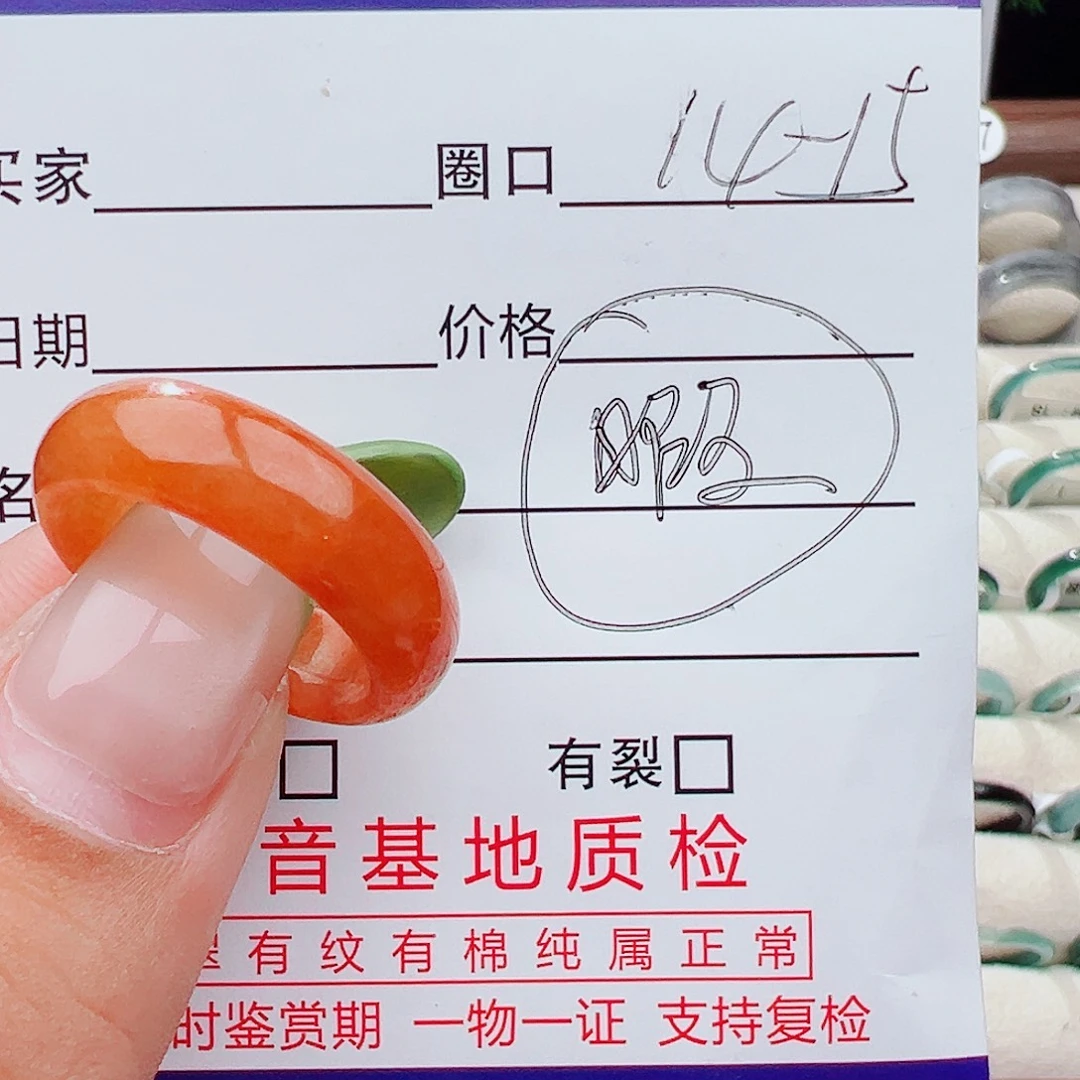 买家 圈口 14-15
日期 价格
名
有裂
音基地质检
翠有纹有棉纯属正常
时鉴赏期 一物一证 支持复检